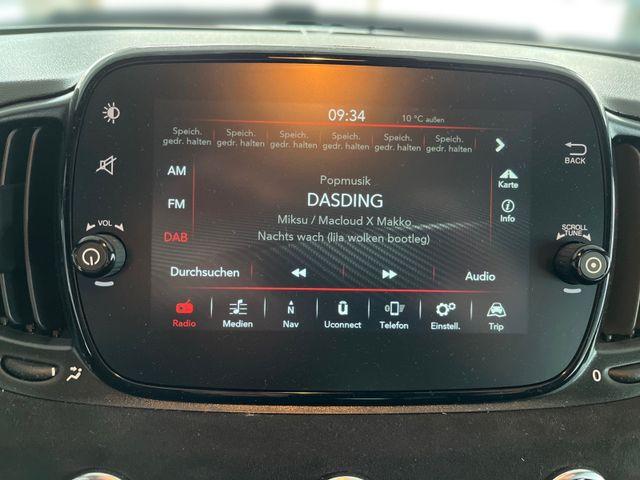 09:34 10 °C außen
Speich. Speich. Speich. Speich. Speich. Speich.
gedr. halten gedr. halten gedr. halten gedr. halten gedr. halten gedr. halten
BACK
AM
Popmusik
Karte
FM
DASDING
Miksu / Macloud X Makko
Info
VOL
DAB
Nachts wach (lila wolken bootleg)
SCROLL
TUNE
Durchsuchen Audio
N
Radio Medien Nav Uconnect Telefon Einstell. Trip
0